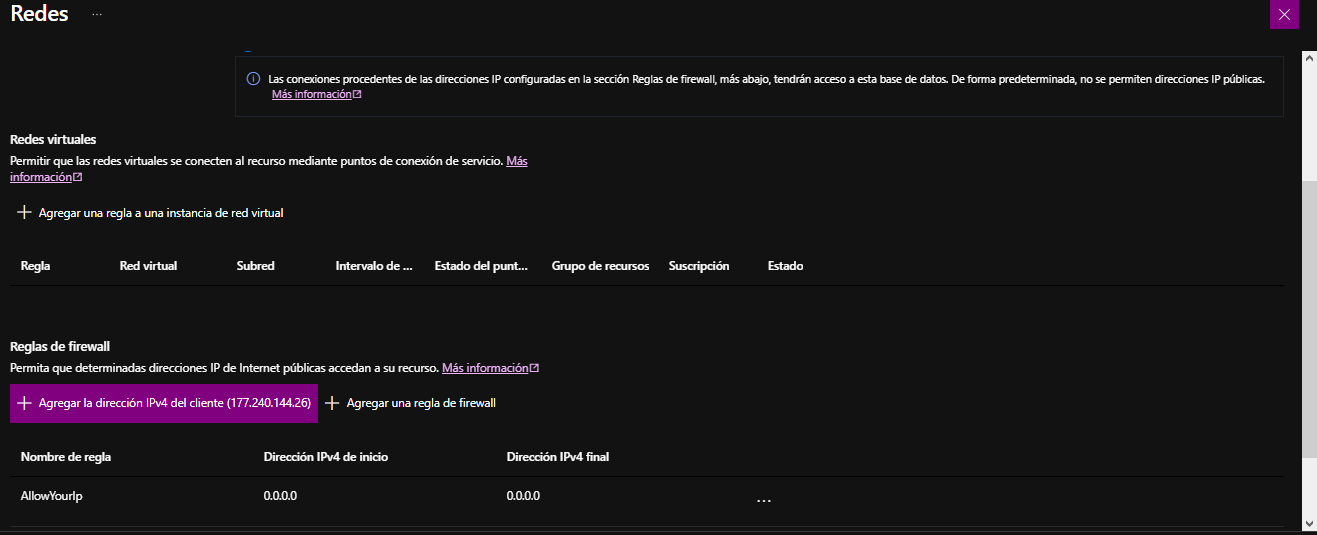 Redes ...
Las conexiones procedentes de las direcciones IP configuradas en la sección Reglas de firewall, más abajo, tendrán acceso a esta base de datos. De forma predeterminada, no se permiten direcciones IP públicas.
Más información
Redes virtuales
Permitir que las redes virtuales se conecten al recurso mediante puntos de conexión de servicio. Más
información
+ Agregar una regla a una instancia de red virtual
Regla Red virtual Subred Intervalo de ... Estado del punt... Grupo de recursos Suscripción Estado
Reglas de firewall
Permita que determinadas direcciones IP de Internet públicas accedan a su recurso. Más información
+ Agregar la dirección IPv4 del cliente (177.240.144.26) + Agregar una regla de firewall
Nombre de regla Dirección IPv4 de inicio Dirección IPv4 final
AllowYourIp 0.0.0.0 0.0.0.0 ...